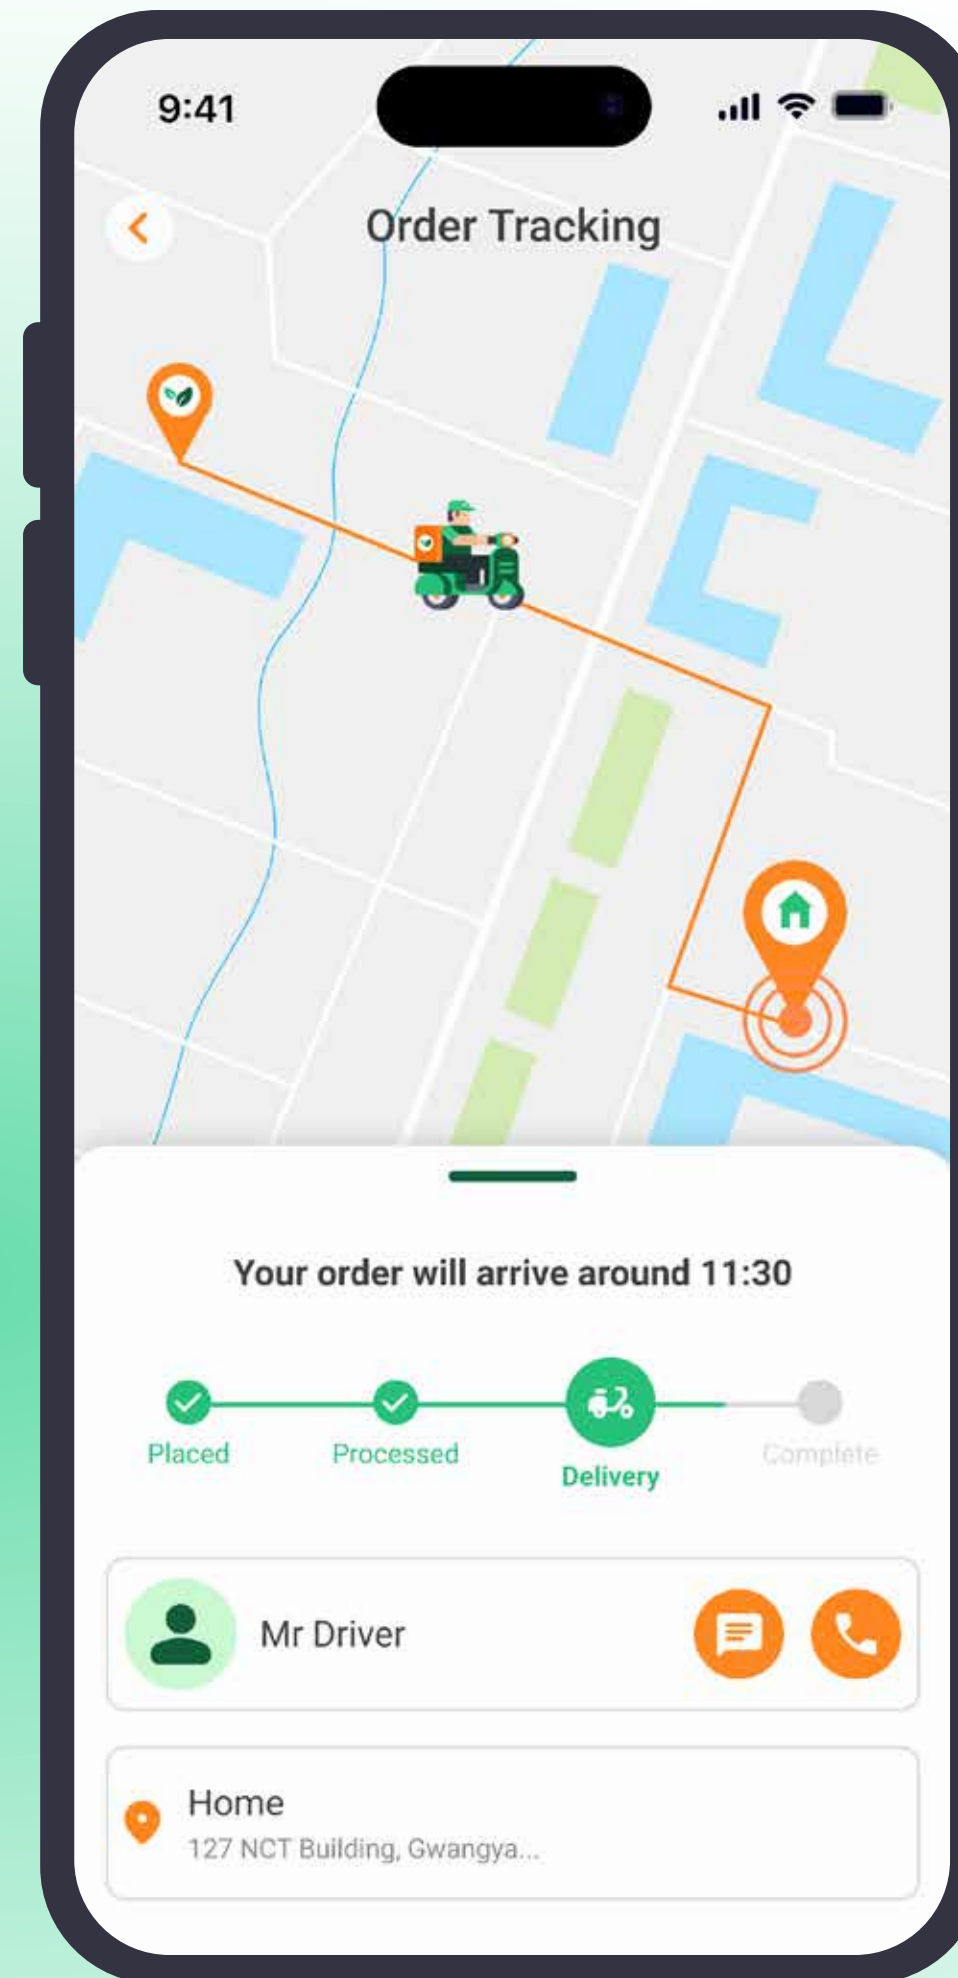 9:41
Order Tracking
Your order will arrive around 11:30
Placed
Processed
Delivery
Complete
Mr Driver
Home
127 NCT Building, Gwangya...